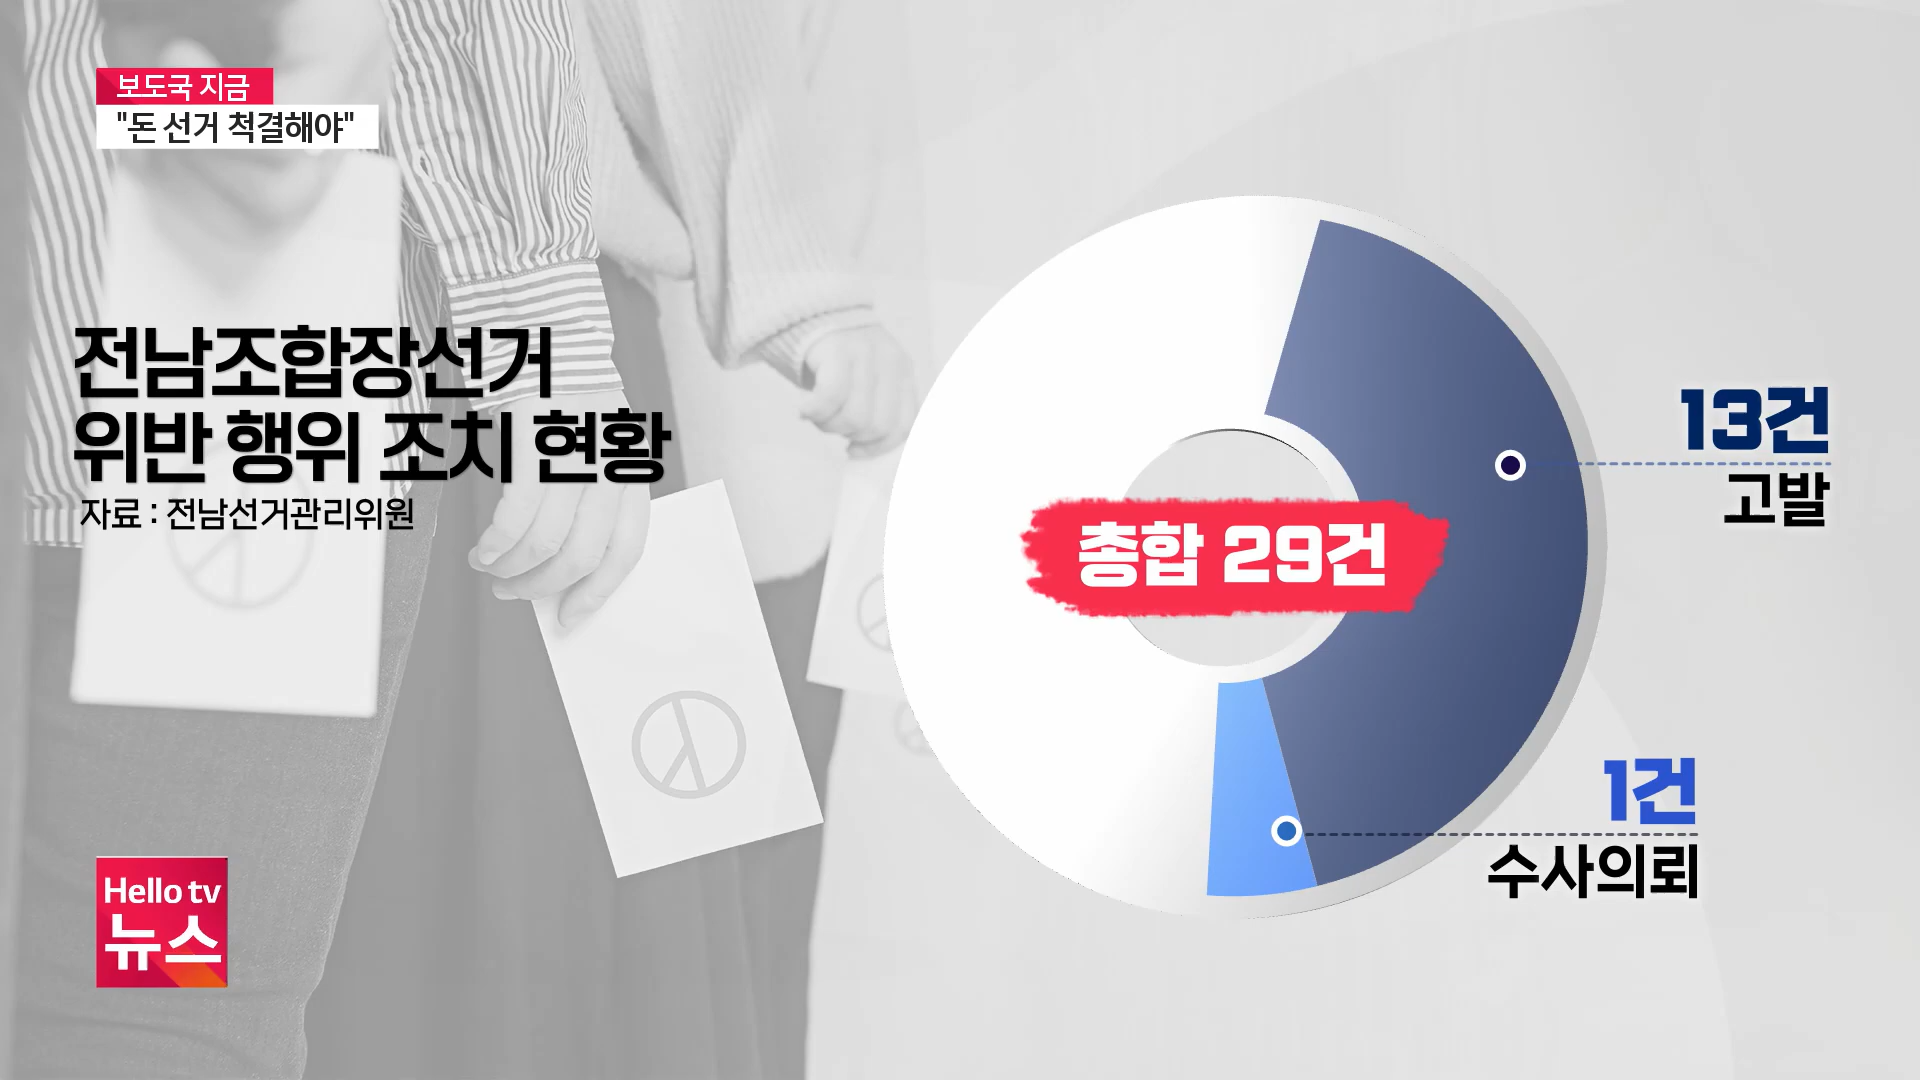 보도국 지금
"돈 선거 척결해야"
전남조합장선거
위반 행위 조치 현황
자료 : 전남선거관리위원
총합 29건
13건
고발
1건
수사의뢰
Hello tv
뉴스